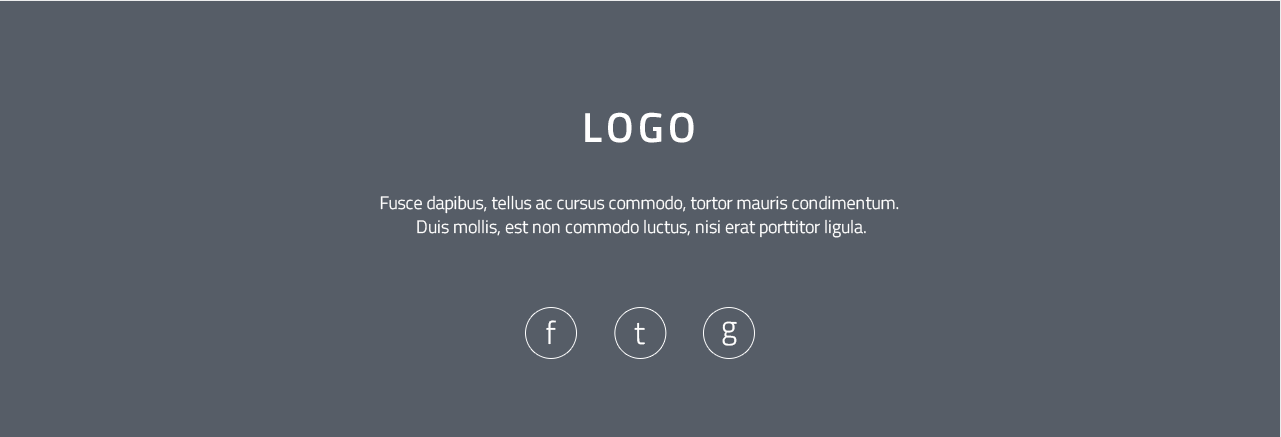 LOGO
Fusce dapibus, tellus ac cursus commodo, tortor mauris condimentum.
Duis mollis, est non commodo luctus, nisi erat porttitor ligula.
f t g